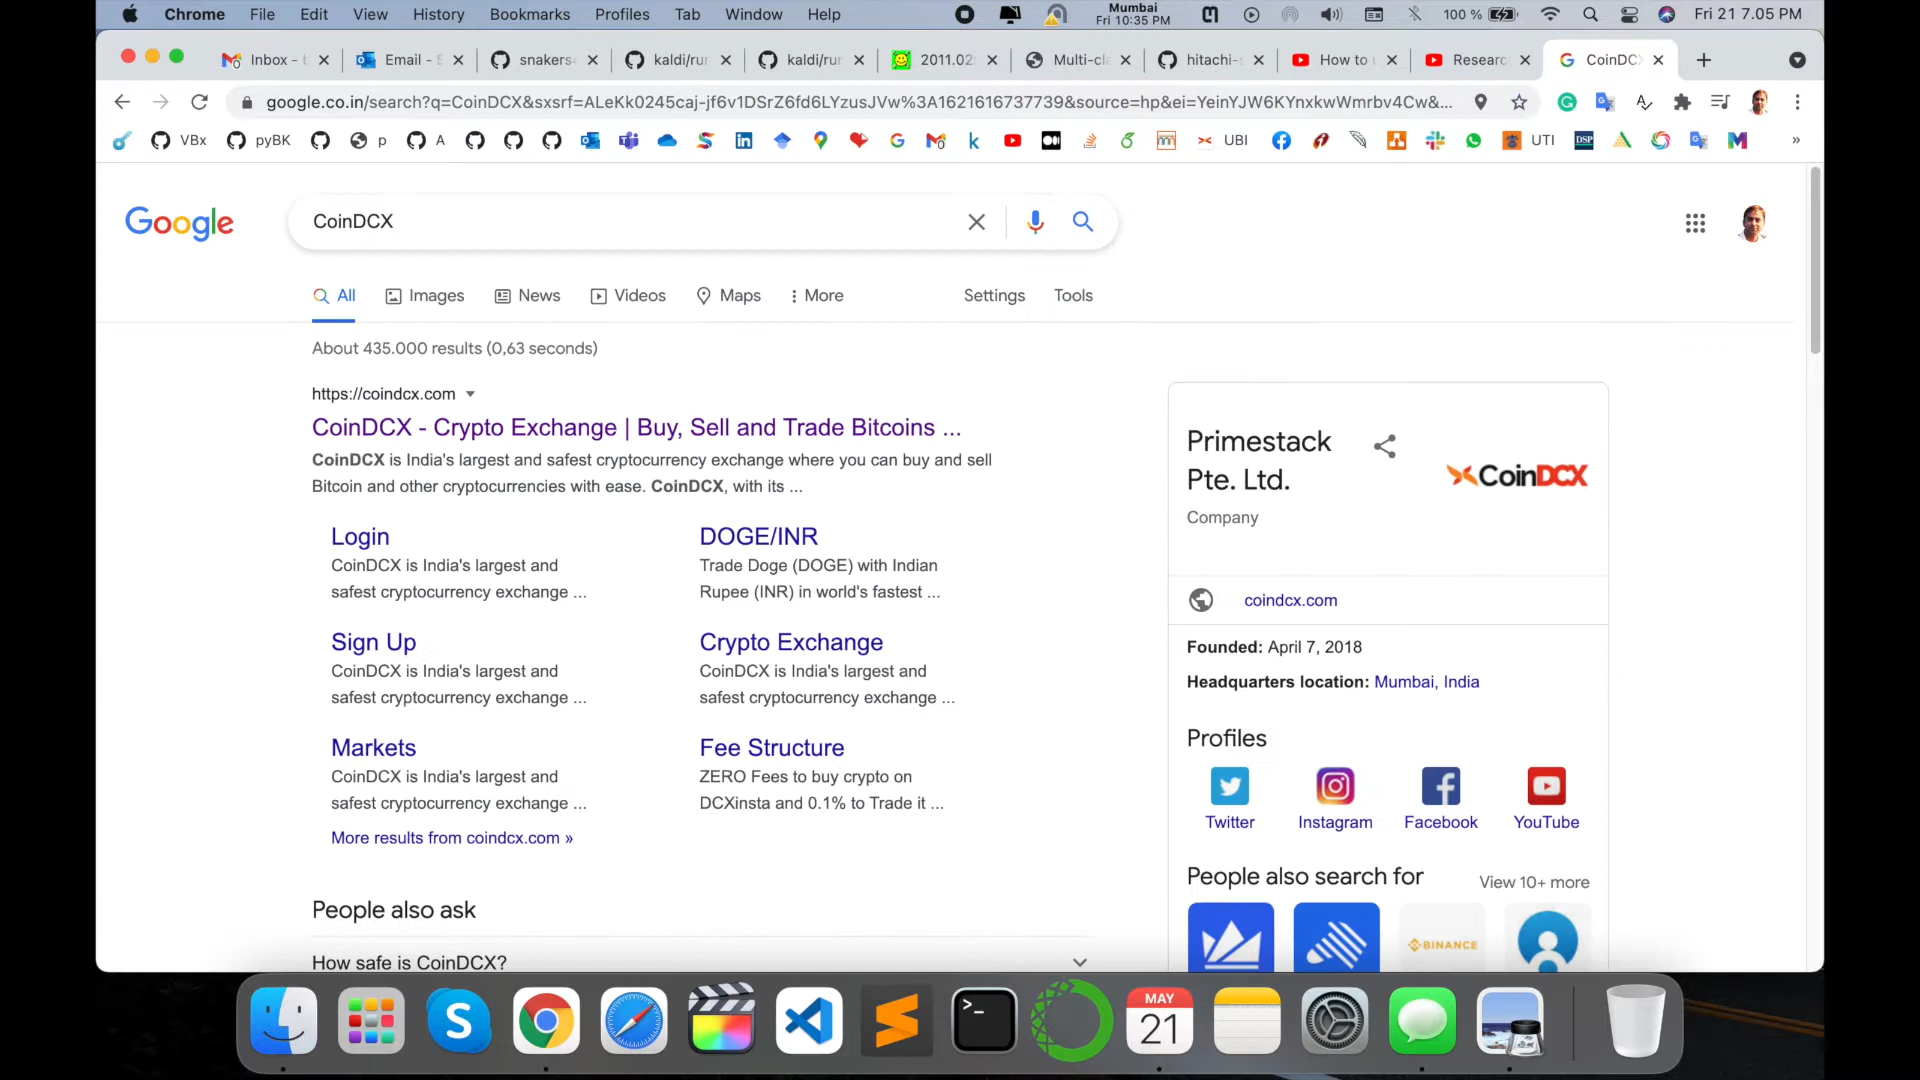 Chrome File Edit View History Bookmarks Profiles Tab Window Help Mumbai Fri 10:35 PM 100 % Fri 21 7.05 PM
Inbox - Email - S snakers kaldi/rur kaldi/rur 2011.02 Multi-cla hitachi- How to Researc CoinDC
google.co.in/search?q=CoinDCX&sxsrf=ALeKk0245caj-jf6v1DSrZ6fd6LYzusJVw%3A1621616737739&source=hp&ei=YeinYJW6KYnxkwWmrbv4Cw&...
VBx pyBK p A UBI UTI DSP »
Google
CoinDCX
All Images News Videos Maps More Settings Tools
About 435.000 results (0,63 seconds)
https://coindcx.com
CoinDCX - Crypto Exchange | Buy, Sell and Trade Bitcoins ...
CoinDCX is India's largest and safest cryptocurrency exchange where you can buy and sell
Bitcoin and other cryptocurrencies with ease. CoinDCX, with its ...
Login
CoinDCX is India's largest and
safest cryptocurrency exchange ...
DOGE/INR
Trade Doge (DOGE) with Indian
Rupee (INR) in world's fastest ...
Sign Up
CoinDCX is India's largest and
safest cryptocurrency exchange ...
Crypto Exchange
CoinDCX is India's largest and
safest cryptocurrency exchange ...
Markets
CoinDCX is India's largest and
safest cryptocurrency exchange ...
Fee Structure
ZERO Fees to buy crypto on
DCXinsta and 0.1% to Trade it ...
More results from coindcx.com »
People also ask
How safe is CoinDCX?
Primestack
Pte. Ltd.
CoinDCX
Company
coindcx.com
Founded: April 7, 2018
Headquarters location: Mumbai, India
Profiles
Twitter Instagram Facebook YouTube
People also search for View 10+ more
BINANCE
MAY
21